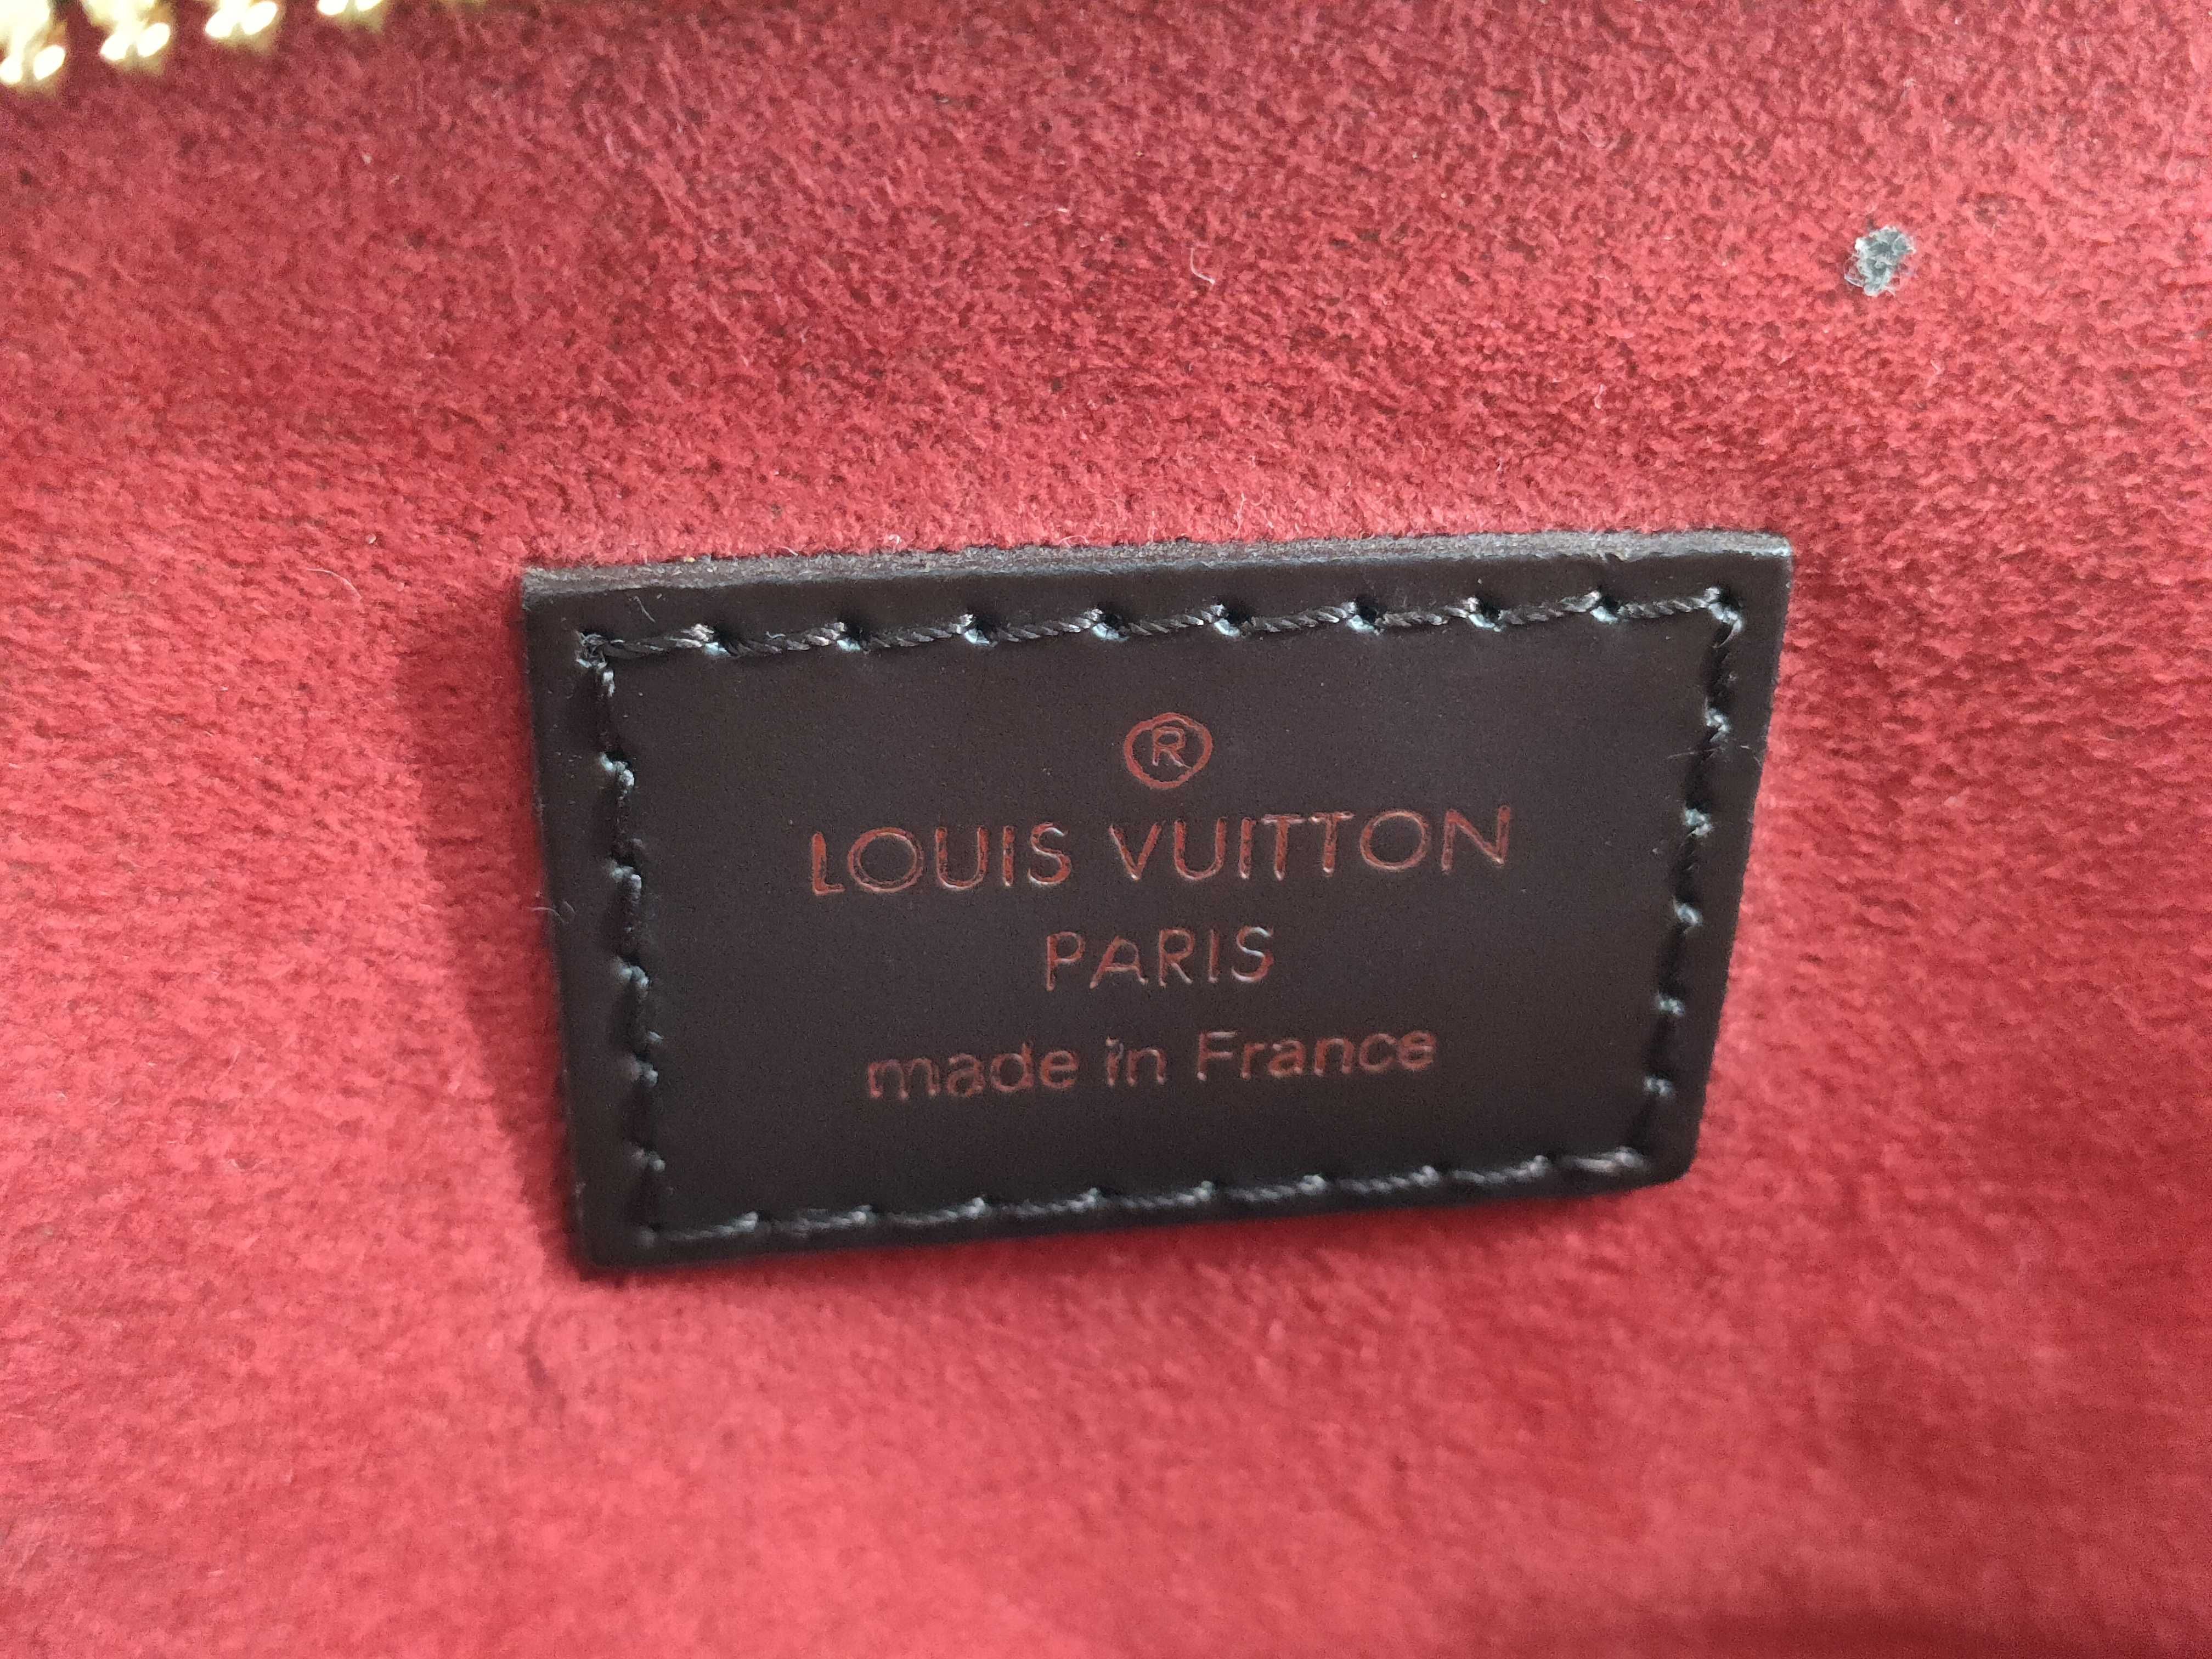 ®
LOUIS VUITTON
PARIS
made in France